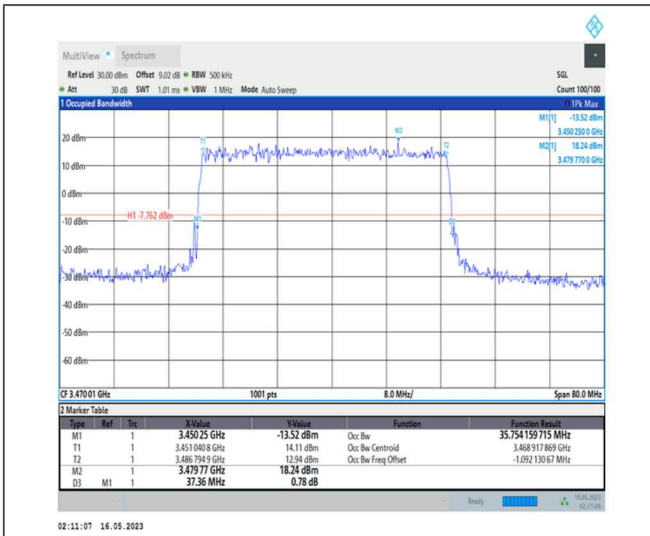 MultiView Spectrum
Ref Level 30.00 dBm Offset 9.02 dB RBW 500 kHz SGL
Att 30 dB SWT 1.01 ms VBW 1 MHz Mode Auto Sweep Count 100/100
1 Occupied Bandwidth 1Pk Max
M1[1] -13.52 dBm
3.450 250 0 GHz
M2[1] 18.24 dBm
3.479 770 0 GHz
M2
T1
T2
20 dBm
10 dBm
0 dBm
H1 -7.762 dBm
-10 dBm
M1
D3
-20 dBm
-30 dBm
-40 dBm
-50 dBm
-60 dBm
CF 3.470 01 GHz 1001 pts 8.0 MHz/ Span 80.0 MHz
2 Marker Table
Type Ref Trc X-Value Y-Value Function Function Result
M1 1 3.450 25 GHz -13.52 dBm Occ Bw 35.754 159 715 MHz
T1 1 3.451 040 8 GHz 14.11 dBm Occ Bw Centroid 3.468 917 869 GHz
T2 1 3.486 794 9 GHz 12.94 dBm Occ Bw Freq Offset -1.092 130 67 MHz
M2 1 3.479 77 GHz 18.24 dBm
D3 M1 1 37.36 MHz 0.78 dB
Ready 16.05.2023
02:11:06
02:11:07 16.05.2023